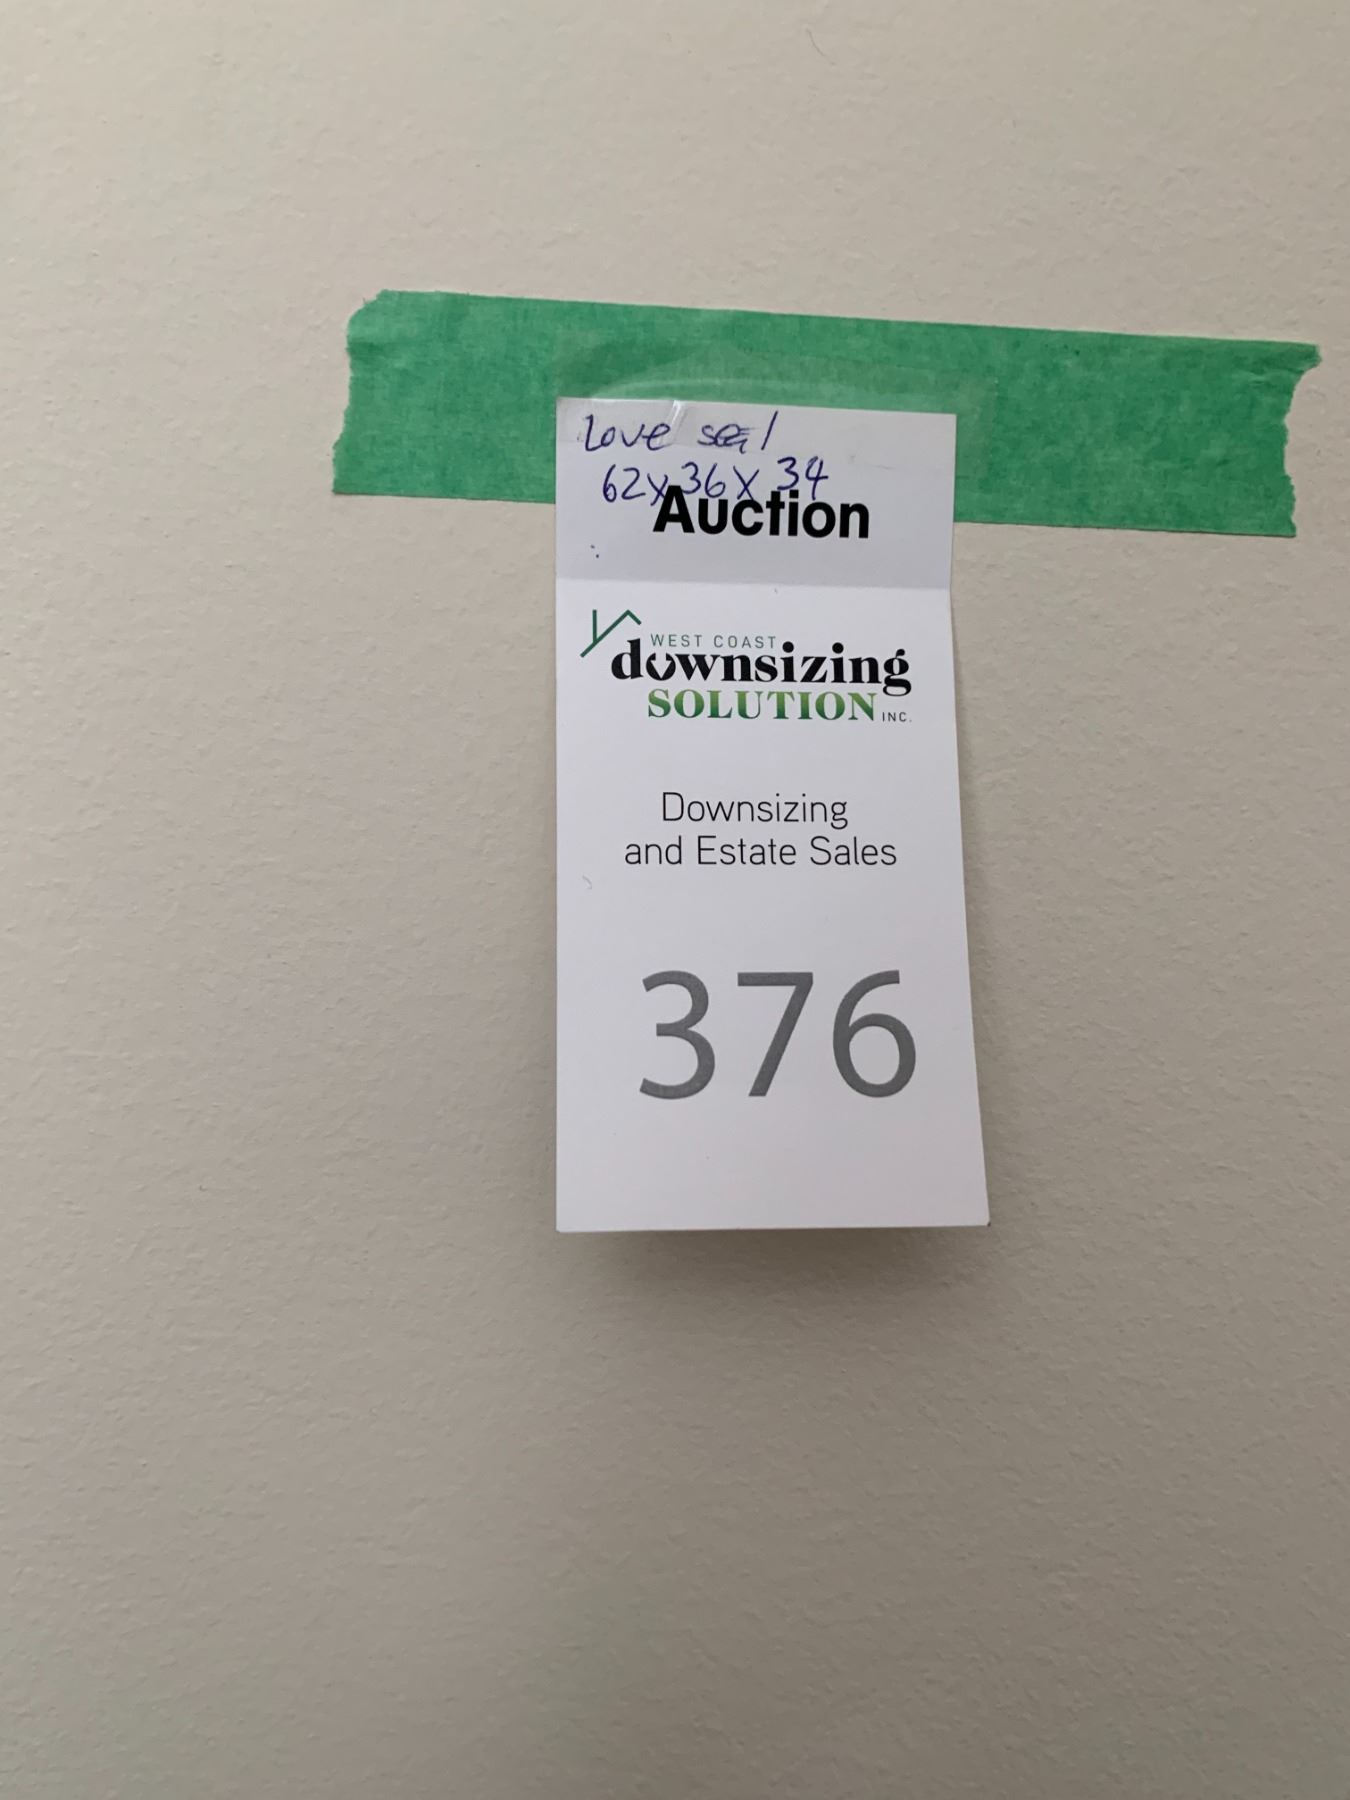 Love seat
62x36x34
Auction
WEST COAST
downsizing
SOLUTION INC.
Downsizing
and Estate Sales
376